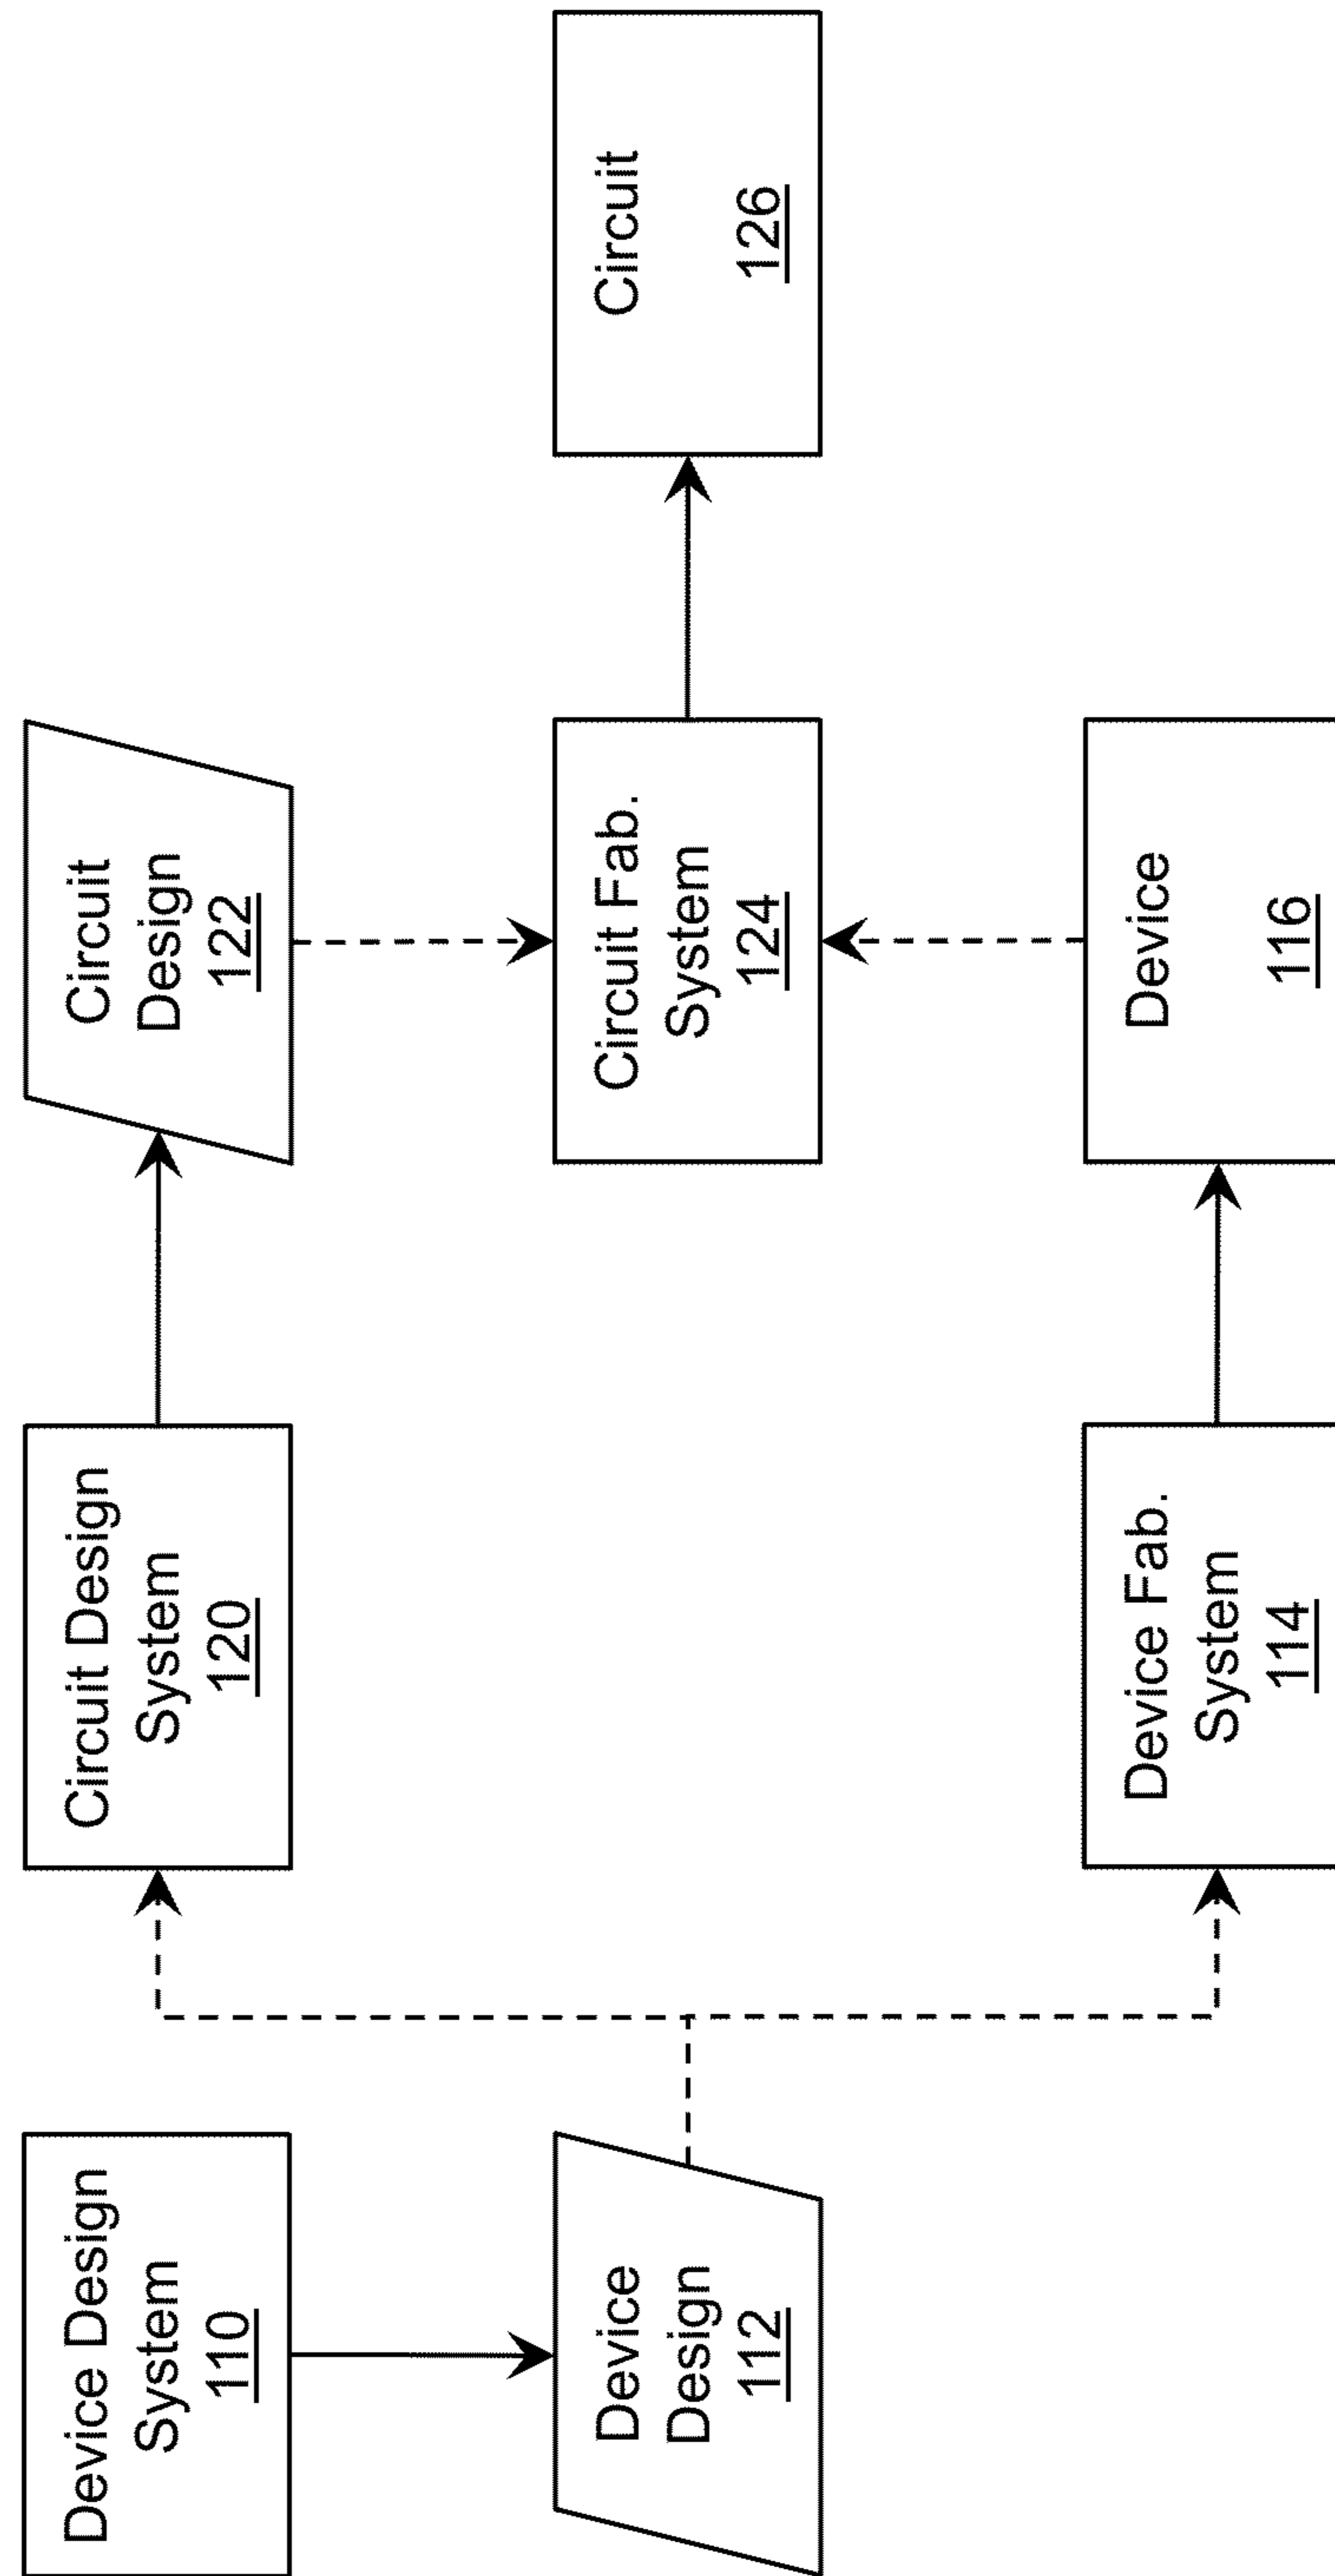 Device Design
System
110
Device
Design
112
Circuit Design
System
120
Device Fab.
System
114
Circuit
Design
122
Circuit Fab.
System
124
Device
116
Circuit
126